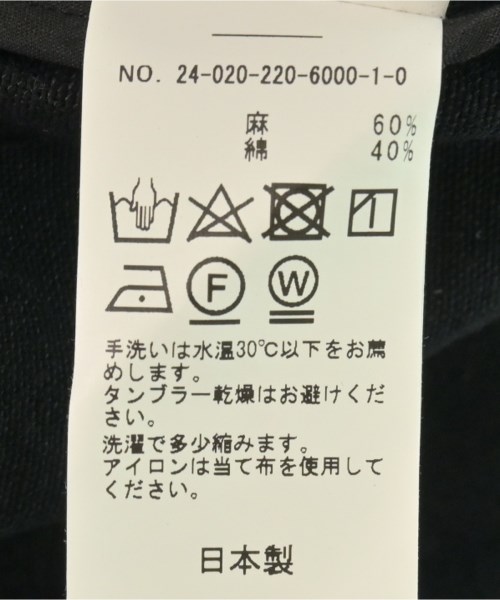 NO. 24-020-220-6000-1-0
麻 60%
綿 40%
F
W
手洗いは水温30℃以下をお薦
めします。
タンブラー乾燥はお避けくだ
さい。
洗濯で多少縮みます。
アイロンは当て布を使用して
ください。
日本製